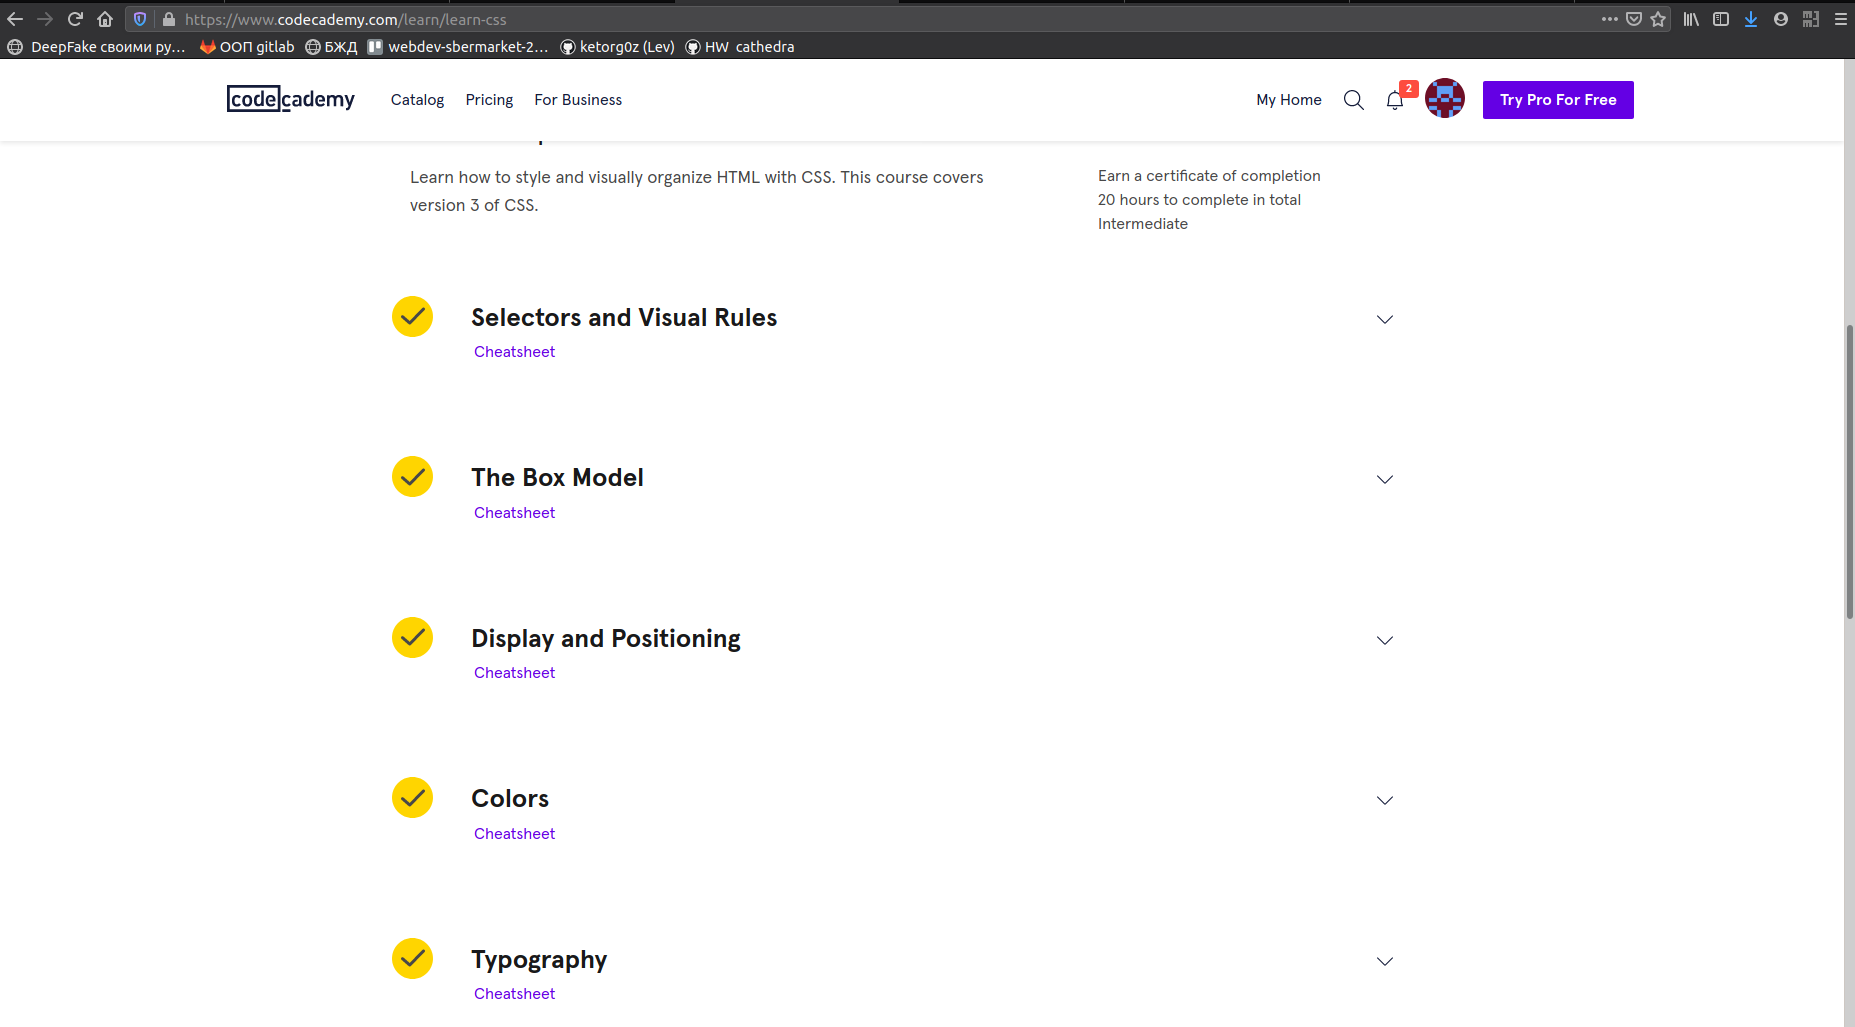 https://www.codecademy.com/learn/learn-css
DeepFake своими ру... ООП gitlab БЖД webdev-sbermarket-2... ketorg0z (Lev) HW cathedra
codecademy Catalog Pricing For Business My Home 2 Try Pro For Free
Learn how to style and visually organize HTML with CSS. This course covers
version 3 of CSS.
Earn a certificate of completion
20 hours to complete in total
Intermediate
Selectors and Visual Rules
Cheatsheet
The Box Model
Cheatsheet
Display and Positioning
Cheatsheet
Colors
Cheatsheet
Typography
Cheatsheet